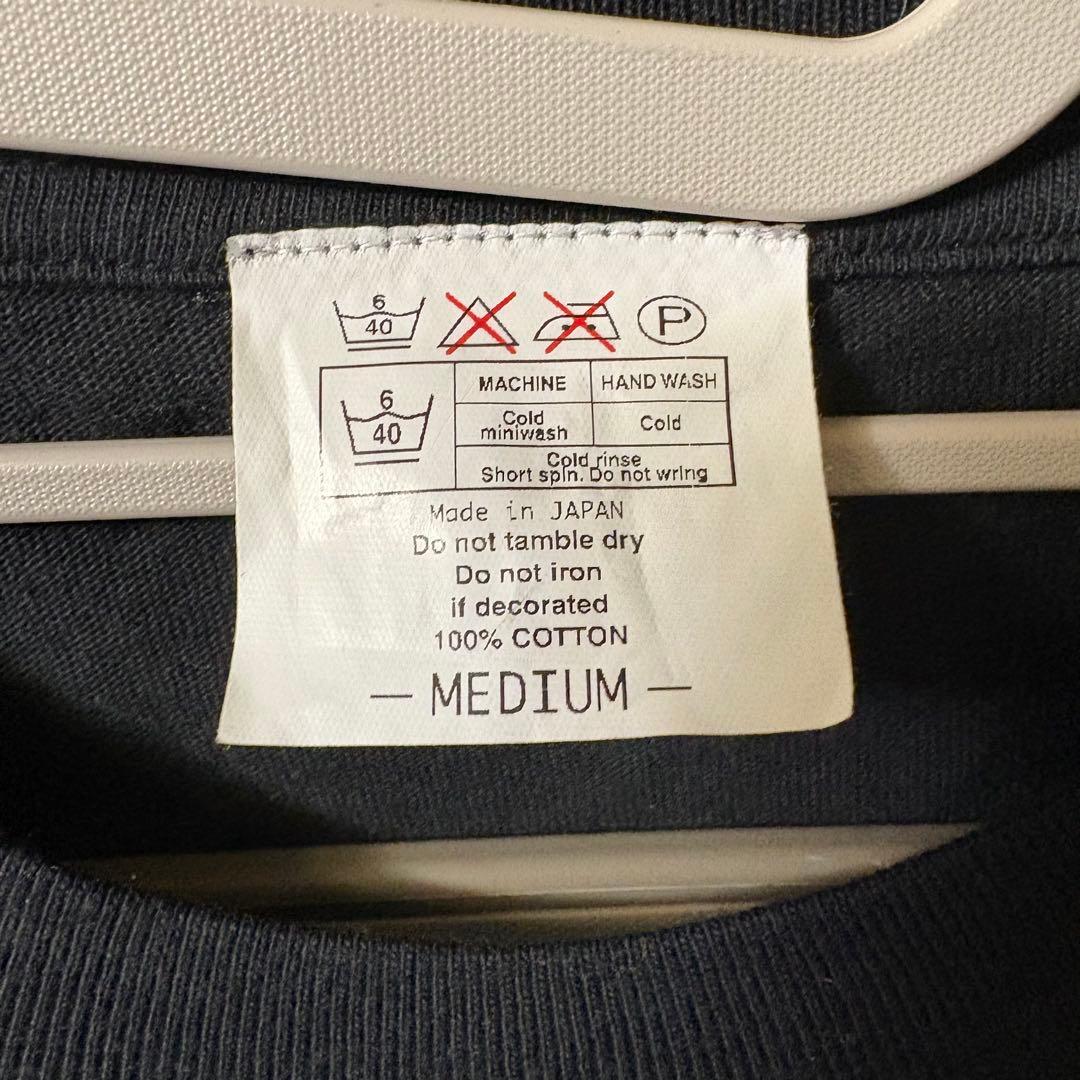 6
40
P
6
40
MACHINE HAND WASH
Cold
miniwash
Cold
Cold rinse
Short spin. Do not wring
Made in JAPAN
Do not tamble dry
Do not iron
if decorated
100% COTTON
— MEDIUM —